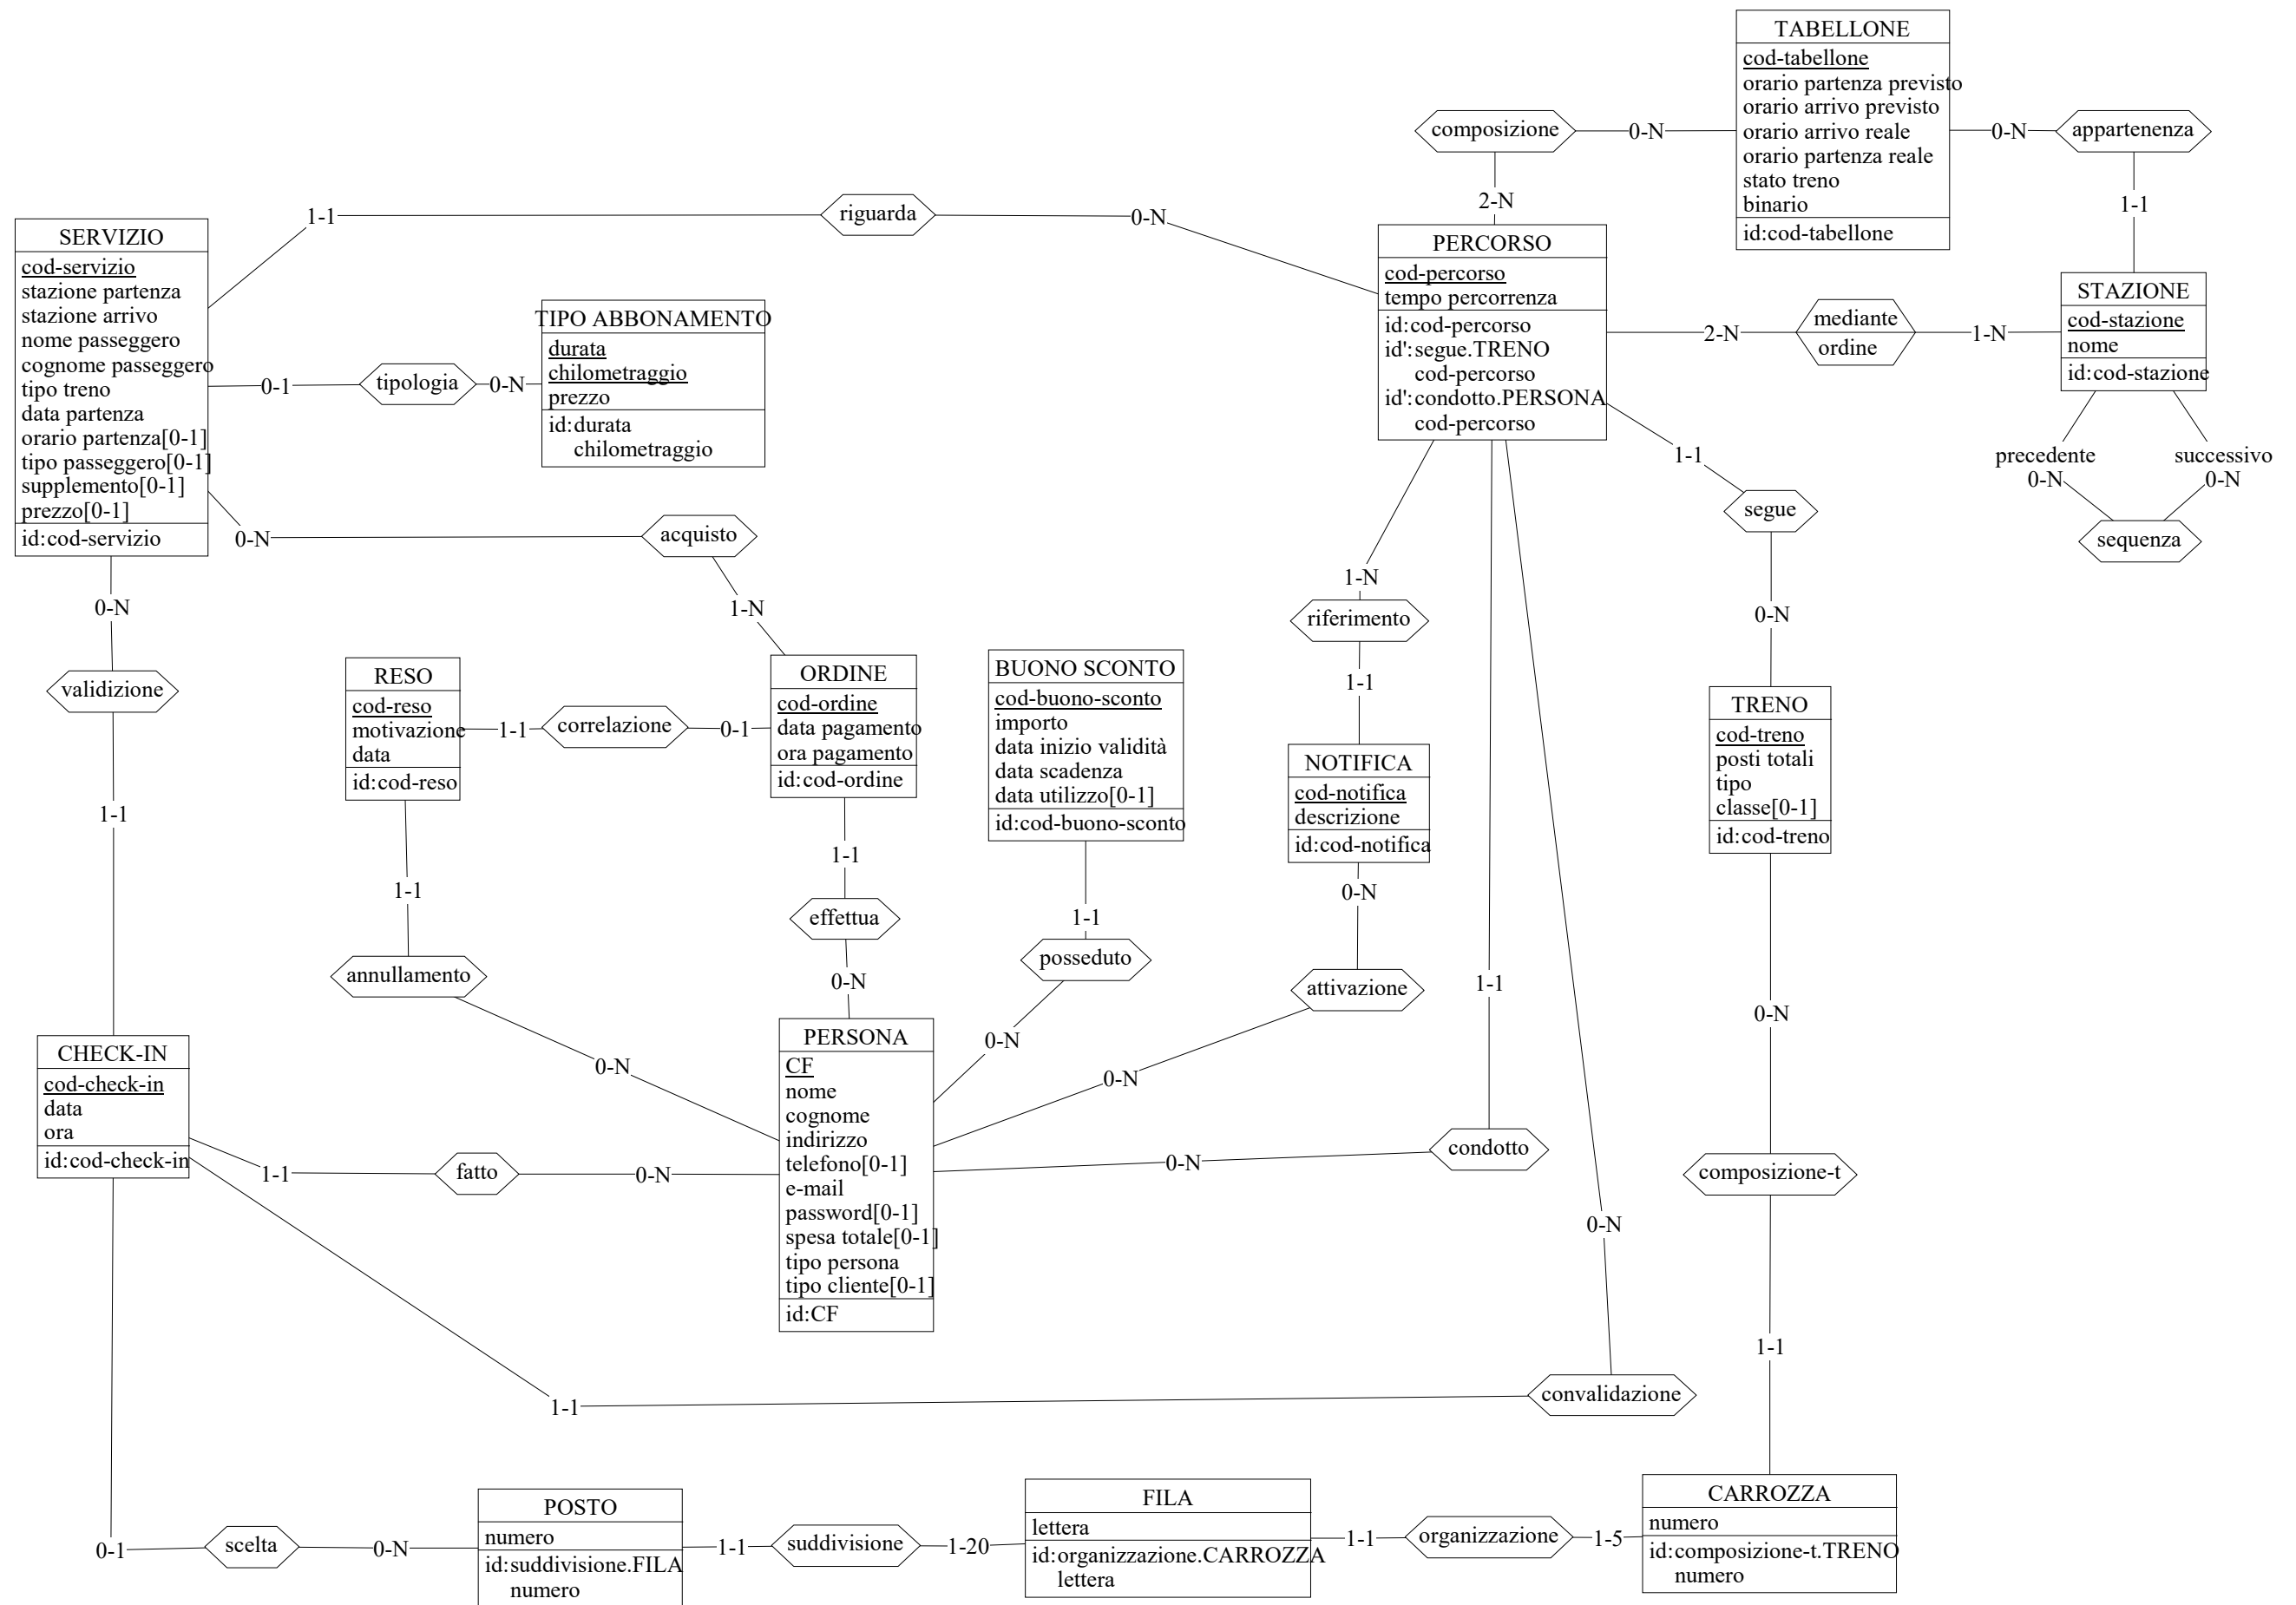 TABELLONE
cod-tabellone
orario partenza previsto
orario arrivo previsto
orario arrivo reale
orario partenza reale
stato treno
binario
id:cod-tabellone
composizione
0-N
0-N
appartenenza
2-N
1-1
riguarda
1-1
0-N
SERVIZIO
cod-servizio
stazione partenza
stazione arrivo
nome passeggero
cognome passeggero
tipo treno
data partenza
orario partenza[0-1]
tipo passeggero[0-1]
supplemento[0-1]
prezzo[0-1]
id:cod-servizio
PERCORSO
cod-percorso
tempo percorrenza
id:cod-percorso
id':segue.TRENO
cod-percorso
id':condotto.PERSONA
cod-percorso
STAZIONE
cod-stazione
nome
id:cod-stazione
2-N
mediante
ordine
1-N
TIPO ABBONAMENTO
durata
chilometraggio
prezzo
id:durata
chilometraggio
0-1
tipologia
0-N
precedente
0-N
successivo
0-N
sequenza
1-1
segue
0-N
0-N
acquisto
1-N
1-N
riferimento
1-1
0-N
validizione
1-1
RESO
cod-reso
motivazione
data
id:cod-reso
1-1
correlazione
0-1
ORDINE
cod-ordine
data pagamento
ora pagamento
id:cod-ordine
BUONO SCONTO
cod-buono-sconto
importo
data inizio validità
data scadenza
data utilizzo[0-1]
id:cod-buono-sconto
NOTIFICA
cod-notifica
descrizione
id:cod-notifica
TRENO
cod-treno
posti totali
tipo
classe[0-1]
id:cod-treno
1-1
annullamento
0-N
1-1
effettua
0-N
1-1
posseduto
0-N
0-N
attivazione
0-N
1-1
condotto
0-N
0-N
composizione-t
1-1
CHECK-IN
cod-check-in
data
ora
id:cod-check-in
1-1
fatto
0-N
PERSONA
CF
nome
cognome
indirizzo
telefono[0-1]
e-mail
password[0-1]
spesa totale[0-1]
tipo persona
tipo cliente[0-1]
id:CF
0-N
convalidazione
1-1
0-1
scelta
0-N
POSTO
numero
id:suddivisione.FILA
numero
1-1
suddivisione
1-20
FILA
lettera
id:organizzazione.CARROZZA
lettera
1-1
organizzazione
1-5
CARROZZA
numero
id:composizione-t.TRENO
numero